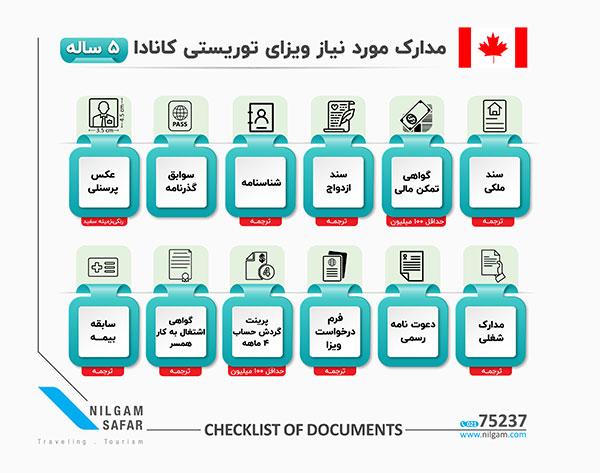 مدارک مورد نیاز ویزای توریستی کانادا ۵ ساله
سند
ملکی
ترجمه
گواهی
تمکن مالی
حداقل ۱۰۰ میلیون
سند
ازدواج
ترجمه
شناسنامه
ترجمه
PASS
سوابق
گذرنامه
4.5 cm
3.5 cm
عکس
پرسنلی
رنگی/زمینه سفید
مدارک
شغلی
ترجمه
دعوت نامه
رسمی
فرم
درخواست
ویزا
ترجمه
4
پرینت
گردش حساب
۴ ماهه
حداقل ۱۰۰ میلیون
گواهی
اشتغال به کار
همسر
ترجمه
سابقه
بیمه
ترجمه
NILGAM
SAFAR
Traveling . Tourism
CHECKLIST OF DOCUMENTS
021 75237
www.nilgam.com